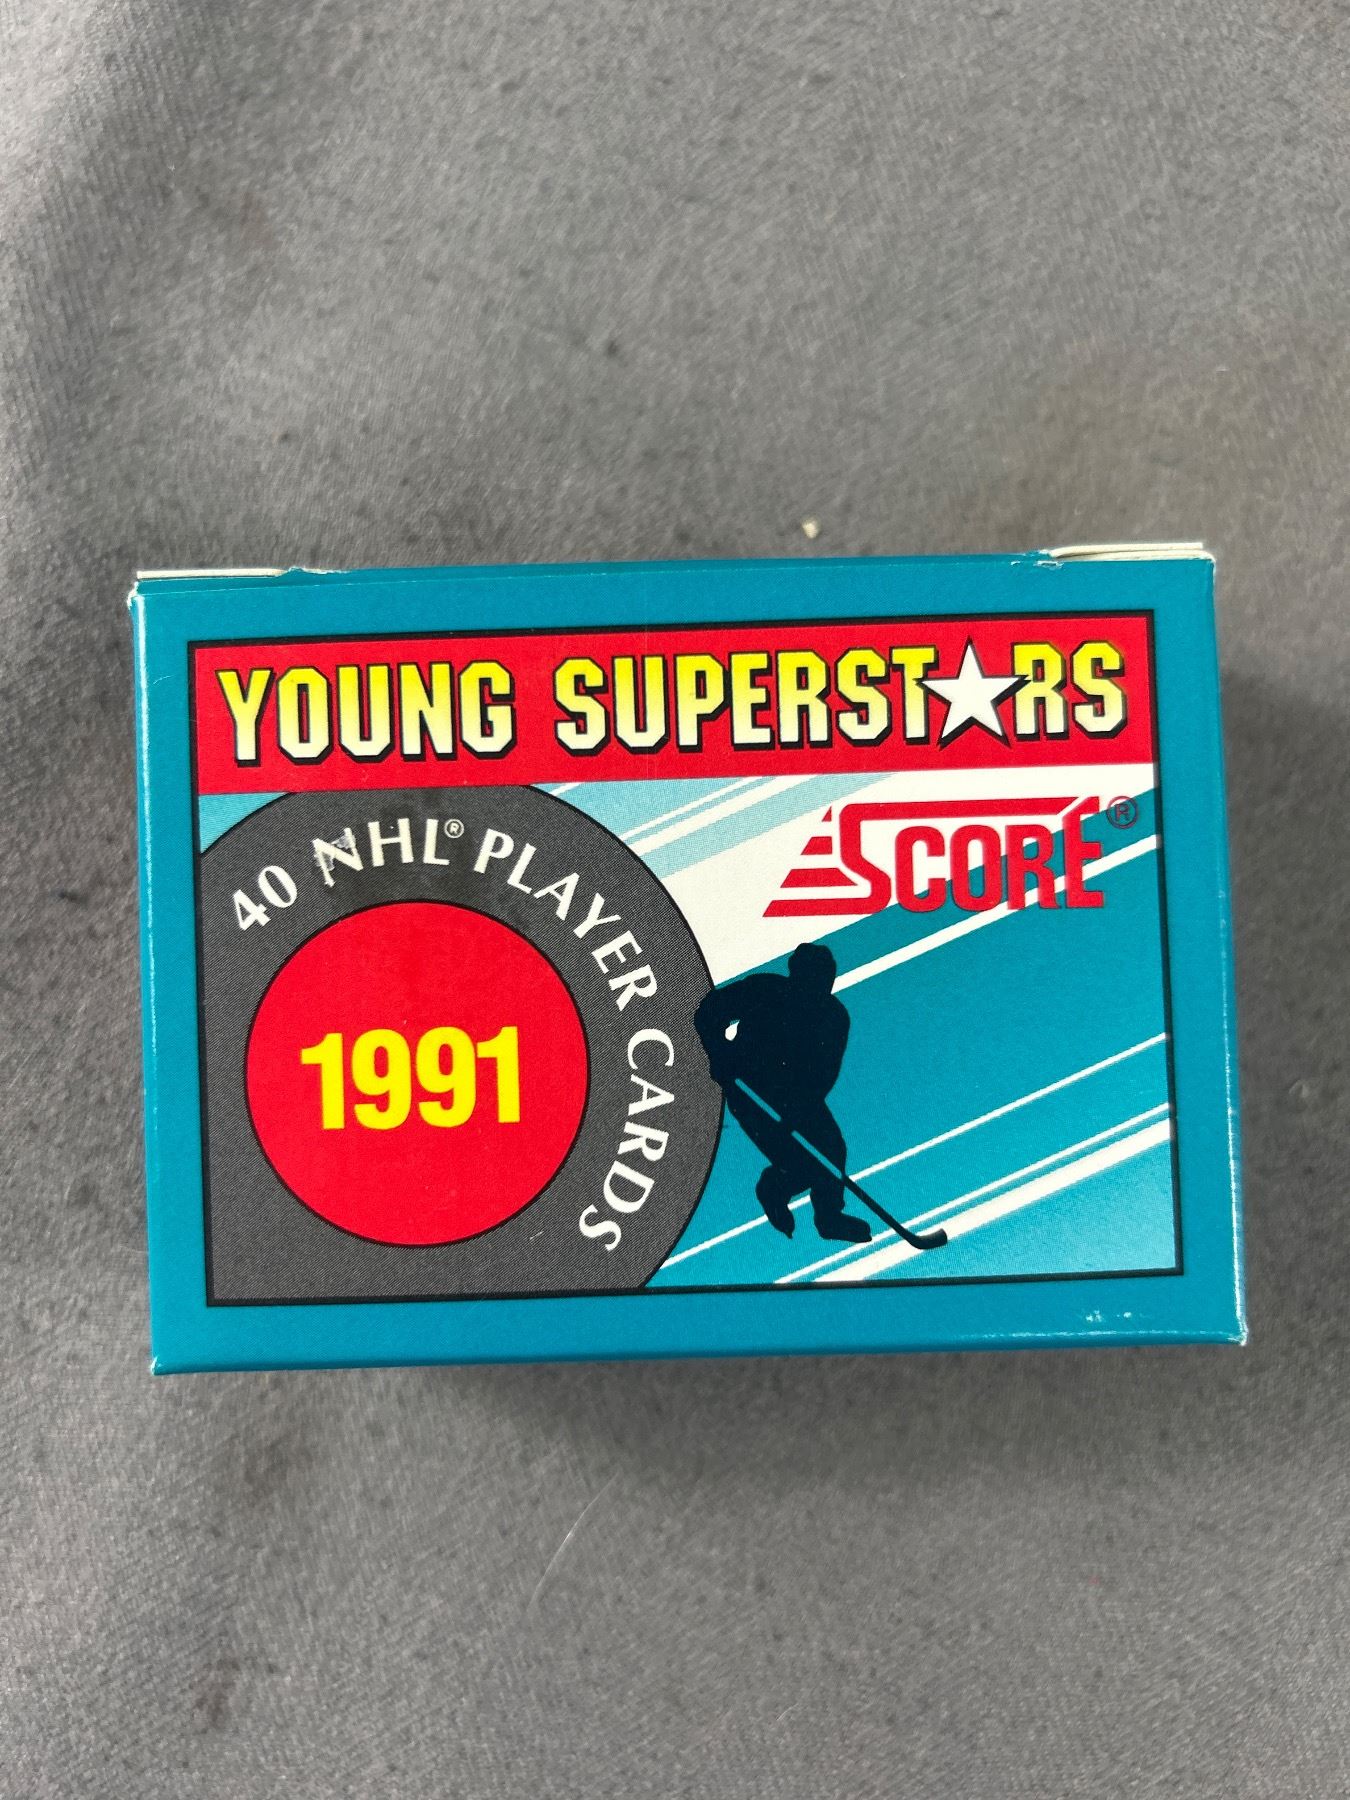 YOUNG SUPERSTARS
SCORE®
40 NHL® PLAYER CARDS
1991